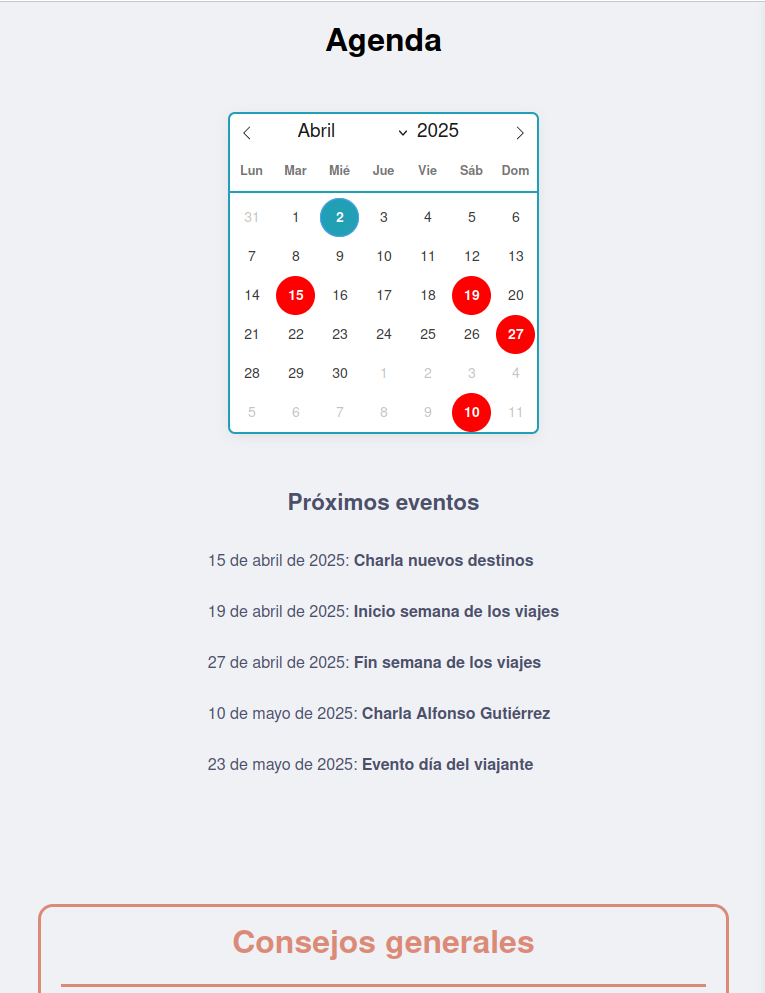 Agenda
Abril 2025
Lun Mar Mié Jue Vie Sáb Dom
31 1 2 3 4 5 6
7 8 9 10 11 12 13
14 15 16 17 18 19 20
21 22 23 24 25 26 27
28 29 30 1 2 3 4
5 6 7 8 9 10 11
Próximos eventos
15 de abril de 2025: Charla nuevos destinos
19 de abril de 2025: Inicio semana de los viajes
27 de abril de 2025: Fin semana de los viajes
10 de mayo de 2025: Charla Alfonso Gutiérrez
23 de mayo de 2025: Evento día del viajante
Consejos generales